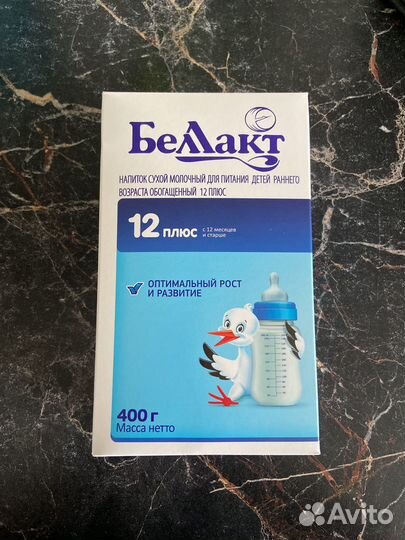 Беллакт
НАПИТОК СУХОЙ МОЛОЧНЫЙ ДЛЯ ПИТАНИЯ ДЕТЕЙ РАННЕГО
ВОЗРАСТА ОБОГАЩЕННЫЙ 12 ПЛЮС
12 плюс
с 12 месяцев
и старше
ОПТИМАЛЬНЫЙ РОСТ
И РАЗВИТИЕ
400 г
Масса нетто
Avito